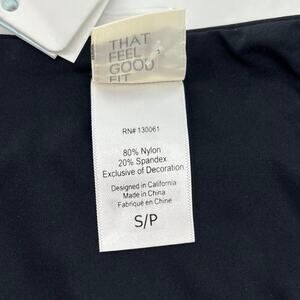 THAT
FEEL
GOOD
FIT
RN# 130061
80% Nylon
20% Spandex
Exclusive of Decoration
Designed in California
Made in China
Fabriqué en Chine
S/P